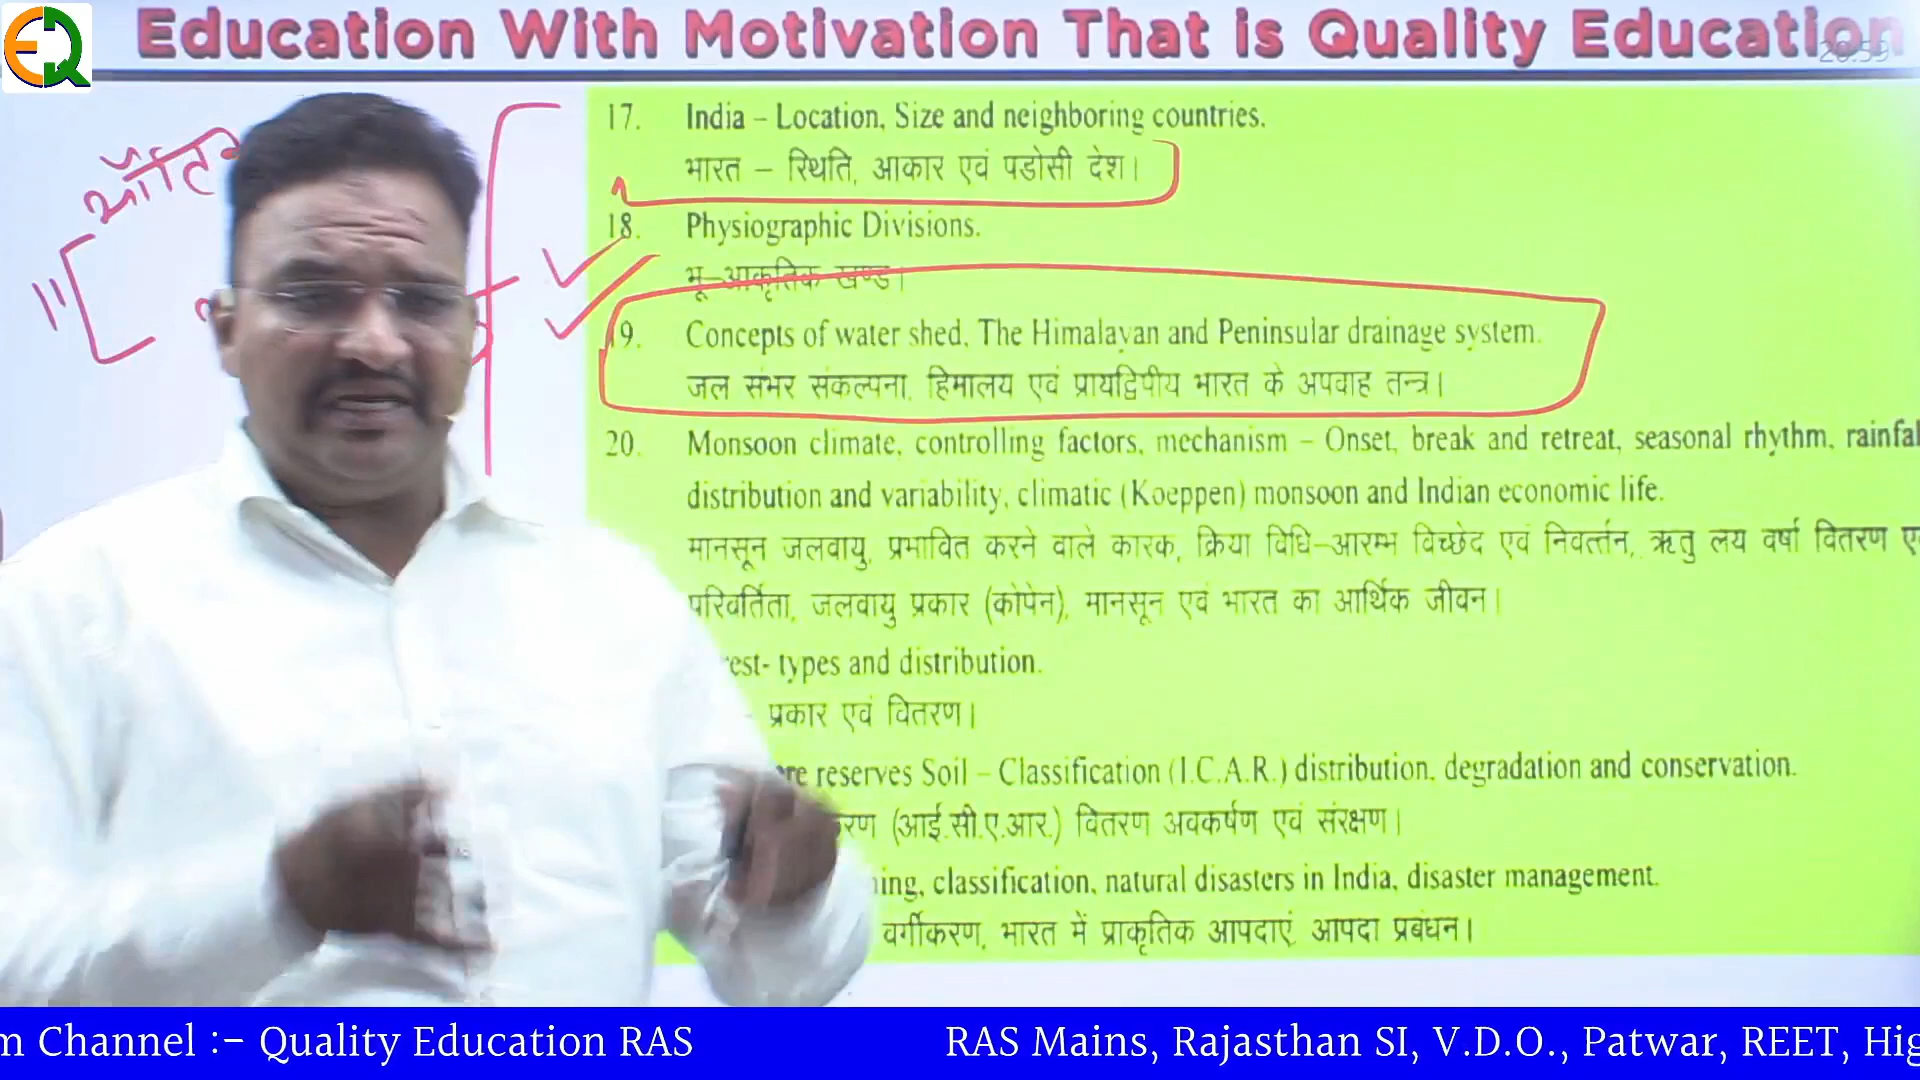 EQ
Education With Motivation That is Quality Education
20:59
17. India – Location, Size and neighboring countries.
भारत – स्थिति, आकार एवं पडोसी देश।
18. Physiographic Divisions.
भू-आकृतिक खण्ड।
19. Concepts of water shed, The Himalayan and Peninsular drainage system.
जल संभर संकल्पना, हिमालय एवं प्रायद्विपीय भारत के अपवाह तन्त्र।
20. Monsoon climate, controlling factors, mechanism – Onset, break and retreat, seasonal rhythm, rainfal
distribution and variability, climatic (Koeppen) monsoon and Indian economic life.
मानसून जलवायु, प्रभावित करने वाले कारक, क्रिया विधि–आरम्भ विच्छेद एवं निवर्त्तन, ऋतु लय वर्षा वितरण ए
परिवर्तिता, जलवायु प्रकार (कोपेन), मानसून एवं भारत का आर्थिक जीवन।
est- types and distribution.
- प्रकार एवं वितरण।
re reserves Soil – Classification (I.C.A.R.) distribution, degradation and conservation.
करण (आई.सी.ए.आर.) वितरण अवकर्षण एवं संरक्षण।
ing, classification, natural disasters in India, disaster management.
वर्गीकरण, भारत में प्राकृतिक आपदाएं, आपदा प्रबंधन।
m Channel :- Quality Education RAS RAS Mains, Rajasthan SI, V.D.O., Patwar, REET, Hig